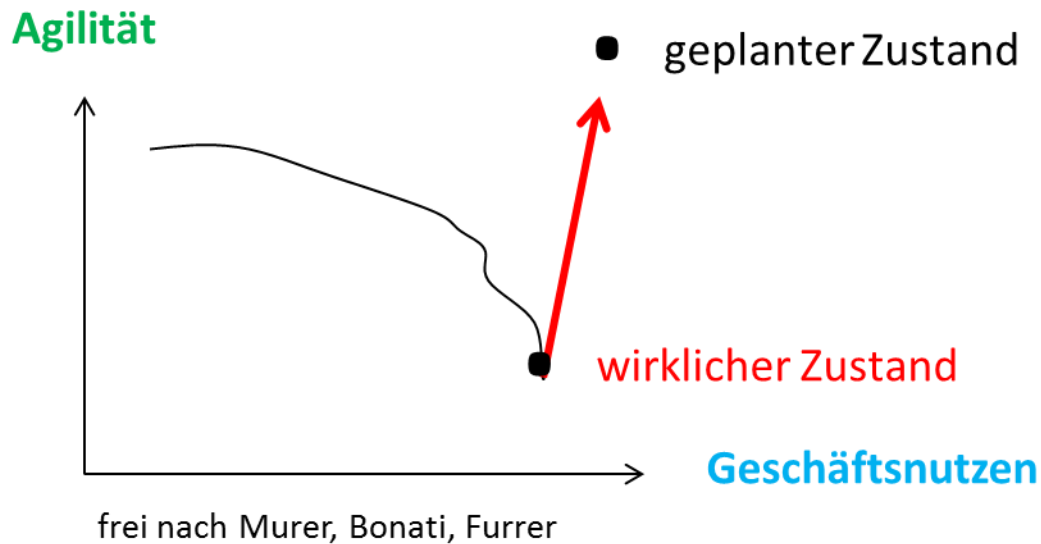 Agilität
geplanter Zustand
wirklicher Zustand
Geschäftsnutzen
frei nach Murer, Bonati, Furrer